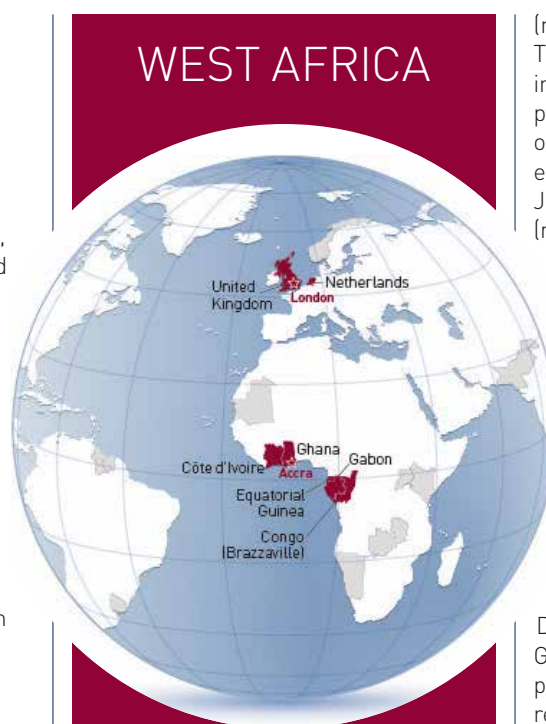 WEST AFRICA
United
Kingdom
Netherlands
London
Ghana
Gabon
Côte d'Ivoire
Accra
Equatorial
Guinea
Congo
(Brazzaville)